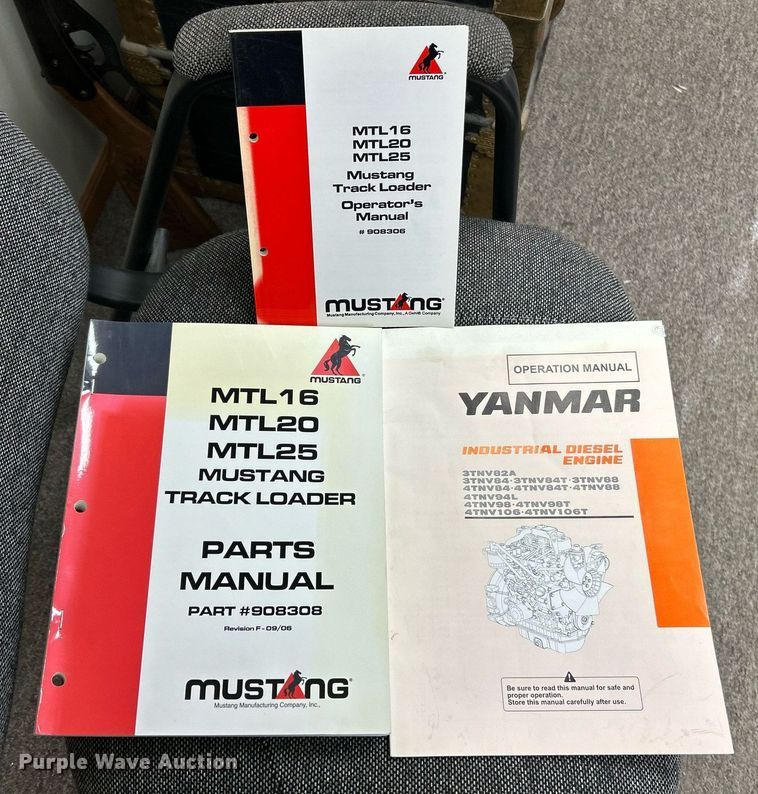 MUSTANG®
MTL16
MTL20
MTL25
Mustang
Track Loader
Operator's
Manual
# 908306
MUSTANG®
Mustang Manufacturing Company, Inc., A Gehl® Company
MUSTANG®
MTL16
MTL20
MTL25
MUSTANG
TRACK LOADER
PARTS
MANUAL
PART #908308
Revision F - 09/06
MUSTANG®
Mustang Manufacturing Company, Inc.,
OPERATION MANUAL
YANMAR
INDUSTRIAL DIESEL
ENGINE
3TNV82A
3TNV84·3TNV84T·3TNV88
4TNV84·4TNV84T·4TNV88
4TNV94L
4TNV98·4TNV98T
4TNV106·4TNV106T
Be sure to read this manual for safe and
proper operation.
Store this manual carefully after use.
Purple Wave Auction